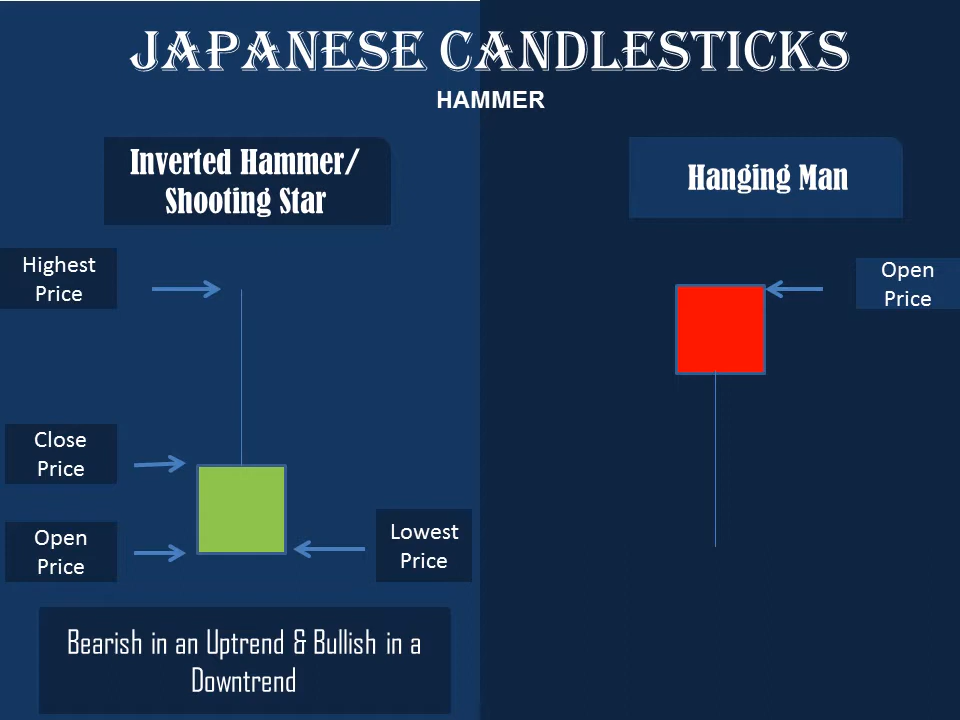 JAPANESE CANDLESTICKS
HAMMER
Inverted Hammer/
Shooting Star
Hanging Man
Highest
Price
Open
Price
Close
Price
Open
Price
Lowest
Price
Bearish in an Uptrend & Bullish in a
Downtrend